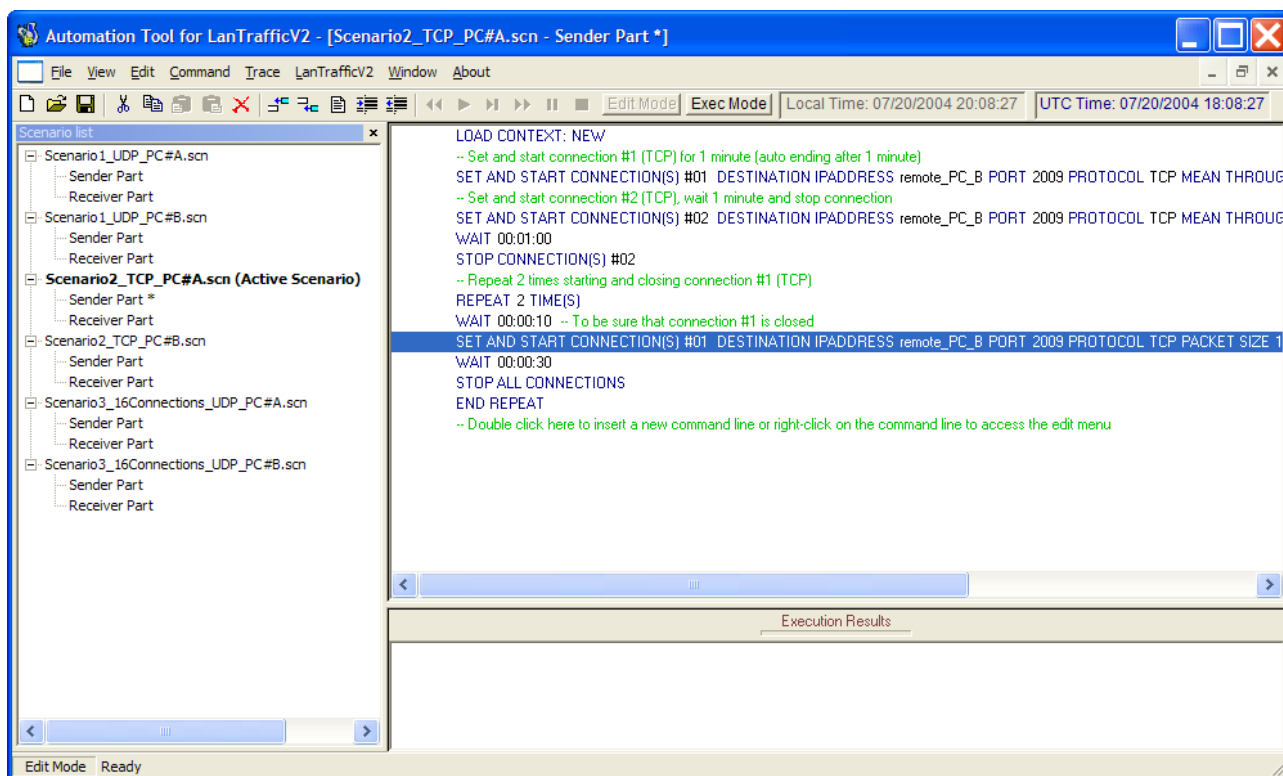 Automation Tool for LanTrafficV2 - [Scenario2_TCP_PC#A.scn - Sender Part *]
File View Edit Command Trace LanTrafficV2 Window About
Edit Mode Exec Mode Local Time: 07/20/2004 20:08:27 UTC Time: 07/20/2004 18:08:27
Scenario list
Scenario1_UDP_PC#A.scn
Sender Part
Receiver Part
Scenario1_UDP_PC#B.scn
Sender Part
Receiver Part
Scenario2_TCP_PC#A.scn (Active Scenario)
Sender Part *
Receiver Part
Scenario2_TCP_PC#B.scn
Sender Part
Receiver Part
Scenario3_16Connections_UDP_PC#A.scn
Sender Part
Receiver Part
Scenario3_16Connections_UDP_PC#B.scn
Sender Part
Receiver Part
LOAD CONTEXT: NEW
-- Set and start connection #1 (TCP) for 1 minute (auto ending after 1 minute)
SET AND START CONNECTION(S) #01 DESTINATION IPADDRESS remote_PC_B PORT 2009 PROTOCOL TCP MEAN THROUG
-- Set and start connection #2 (TCP), wait 1 minute and stop connection
SET AND START CONNECTION(S) #02 DESTINATION IPADDRESS remote_PC_B PORT 2009 PROTOCOL TCP MEAN THROUG
WAIT 00:01:00
STOP CONNECTION(S) #02
-- Repeat 2 times starting and closing connection #1 (TCP)
REPEAT 2 TIME(S)
WAIT 00:00:10 -- To be sure that connection #1 is closed
SET AND START CONNECTION(S) #01 DESTINATION IPADDRESS remote_PC_B PORT 2009 PROTOCOL TCP PACKET SIZE 1
WAIT 00:00:30
STOP ALL CONNECTIONS
END REPEAT
-- Double click here to insert a new command line or right-click on the command line to access the edit menu
Execution Results
Edit Mode Ready